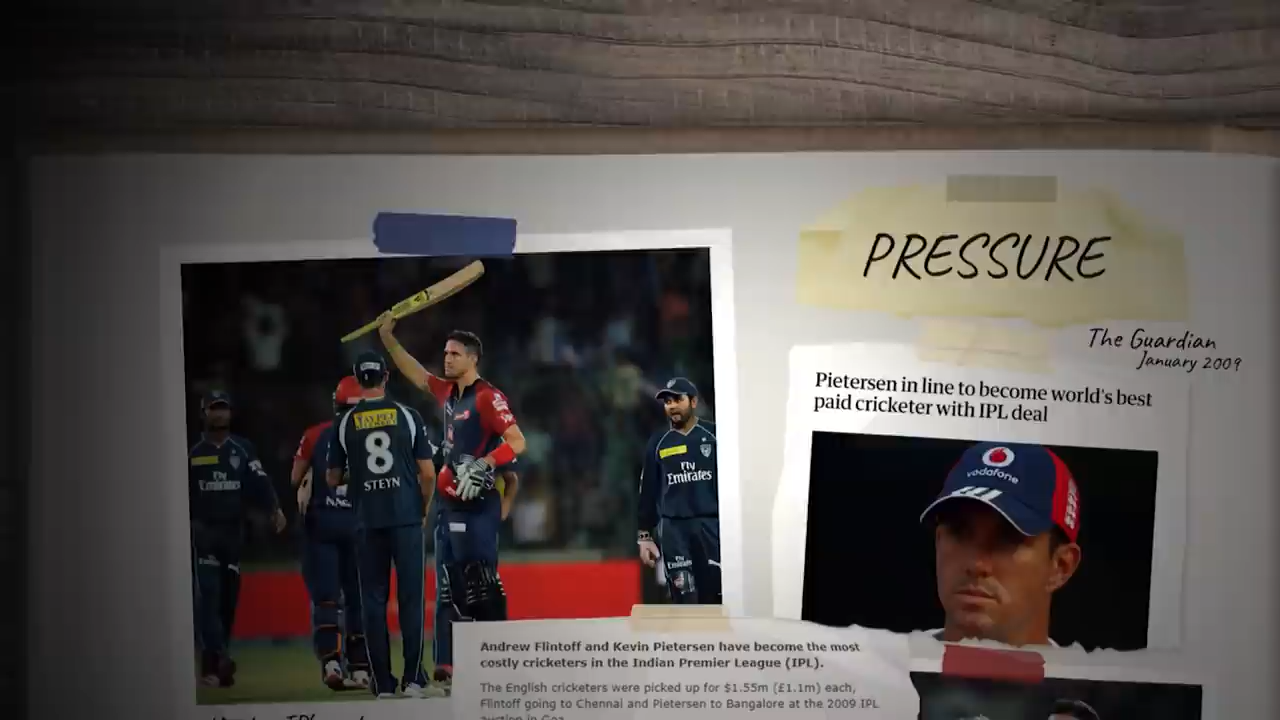 PRESSURE
The Guardian
January 2009
Pietersen in line to become world's best
paid cricketer with IPL deal
vodafone
8
STEYN
Fly
Emirates
Fly
Emirates
Andrew Flintoff and Kevin Pietersen have become the most
costly cricketers in the Indian Premier League (IPL).
The English cricketers were picked up for $1.55m (£1.1m) each,
Flintoff going to Chennai and Pietersen to Bangalore at the 2009 IPL
auction in Goa